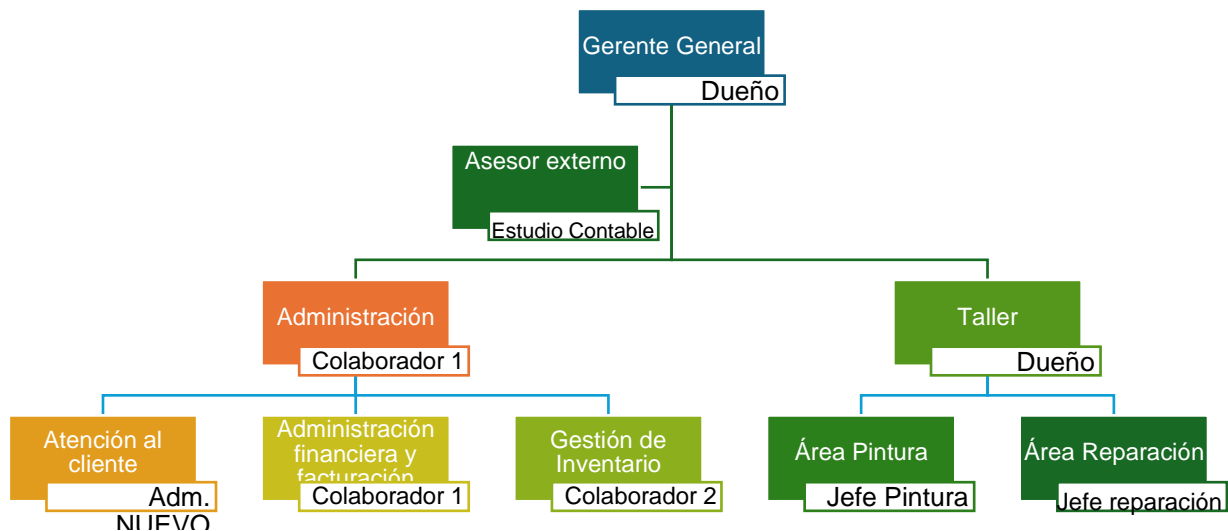 Gerente General
Dueño
Asesor externo
Estudio Contable
Administración
Colaborador 1
Taller
Dueño
Atención al
cliente
Adm.
NUEVO
Administración
financiera y
facturación
Colaborador 1
Gestión de
Inventario
Colaborador 2
Área Pintura
Jefe Pintura
Área Reparación
Jefe reparación